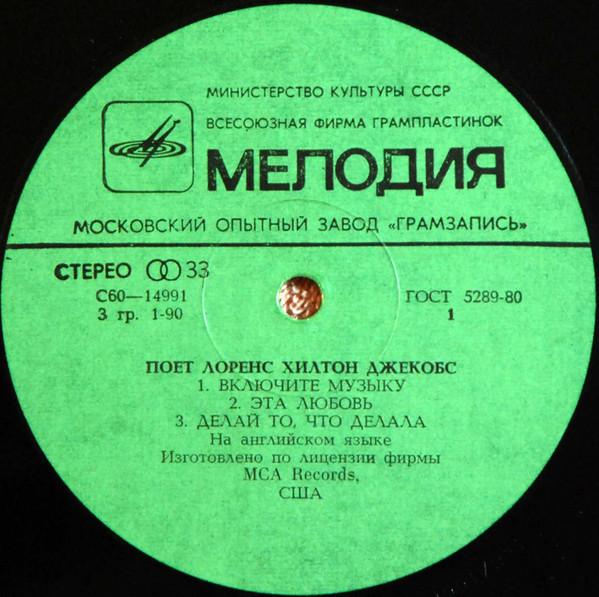 МИНИСТЕРСТВО КУЛЬТУРЫ СССР
ВСЕСОЮЗНАЯ ФИРМА ГРАМПЛАСТИНОК
МЕЛОДИЯ
МОСКОВСКИЙ ОПЫТНЫЙ ЗАВОД «ГРАМЗАПИСЬ»
СТЕРЕО 33
С60—14991
ГОСТ 5289-80
3 гр. 1-90
1
ПОЕТ ЛОРЕНС ХИЛТОН ДЖЕКОБС
1. ВКЛЮЧИТЕ МУЗЫКУ
2. ЭТА ЛЮБОВЬ
3. ДЕЛАЙ ТО, ЧТО ДЕЛАЛА
На английском языке
Изготовлено по лицензии фирмы
MCA Records,
США